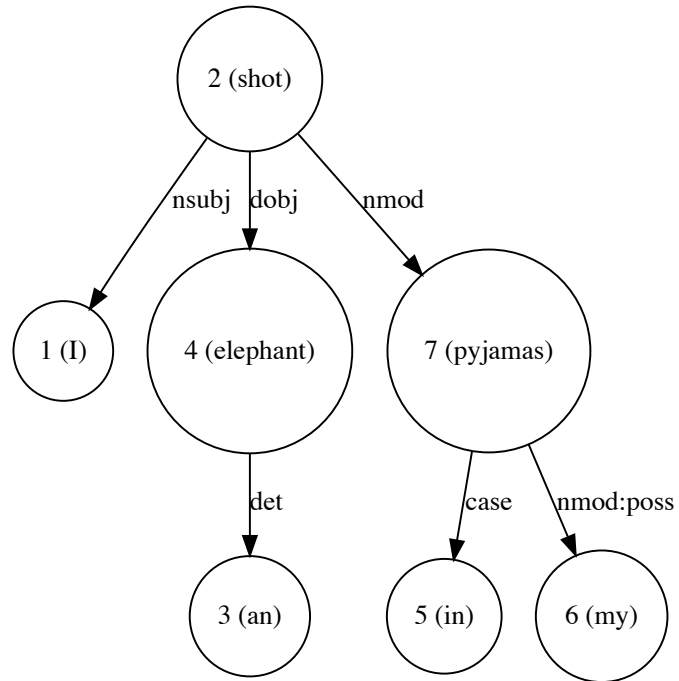 2 (shot)
nsubj dobj nmod
1 (I) 4 (elephant) 7 (pyjamas)
det case nmod:poss
3 (an) 5 (in) 6 (my)